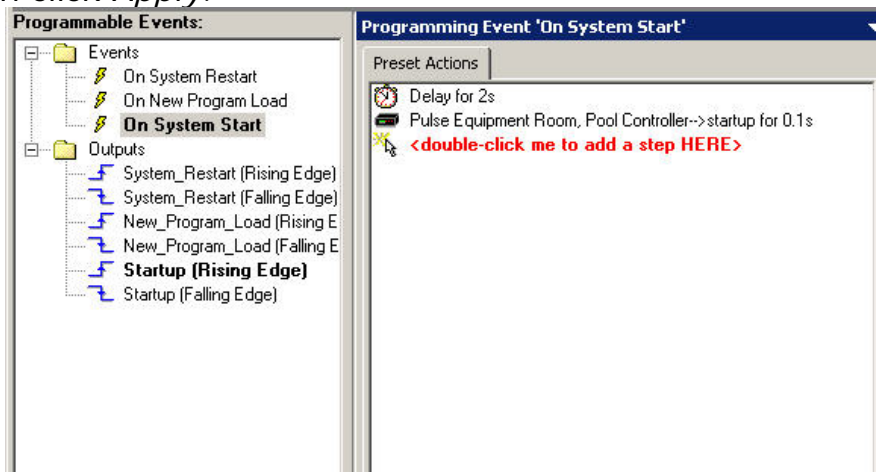 n click Apply.
Programmable Events:
Events
On System Restart
On New Program Load
On System Start
Outputs
System_Restart (Rising Edge)
System_Restart (Falling Edge)
New_Program_Load (Rising E
New_Program_Load (Falling E
Startup (Rising Edge)
Startup (Falling Edge)
Programming Event 'On System Start'
Preset Actions
Delay for 2s
Pulse Equipment Room, Pool Controller-->startup for 0.1s
<double-click me to add a step HERE>